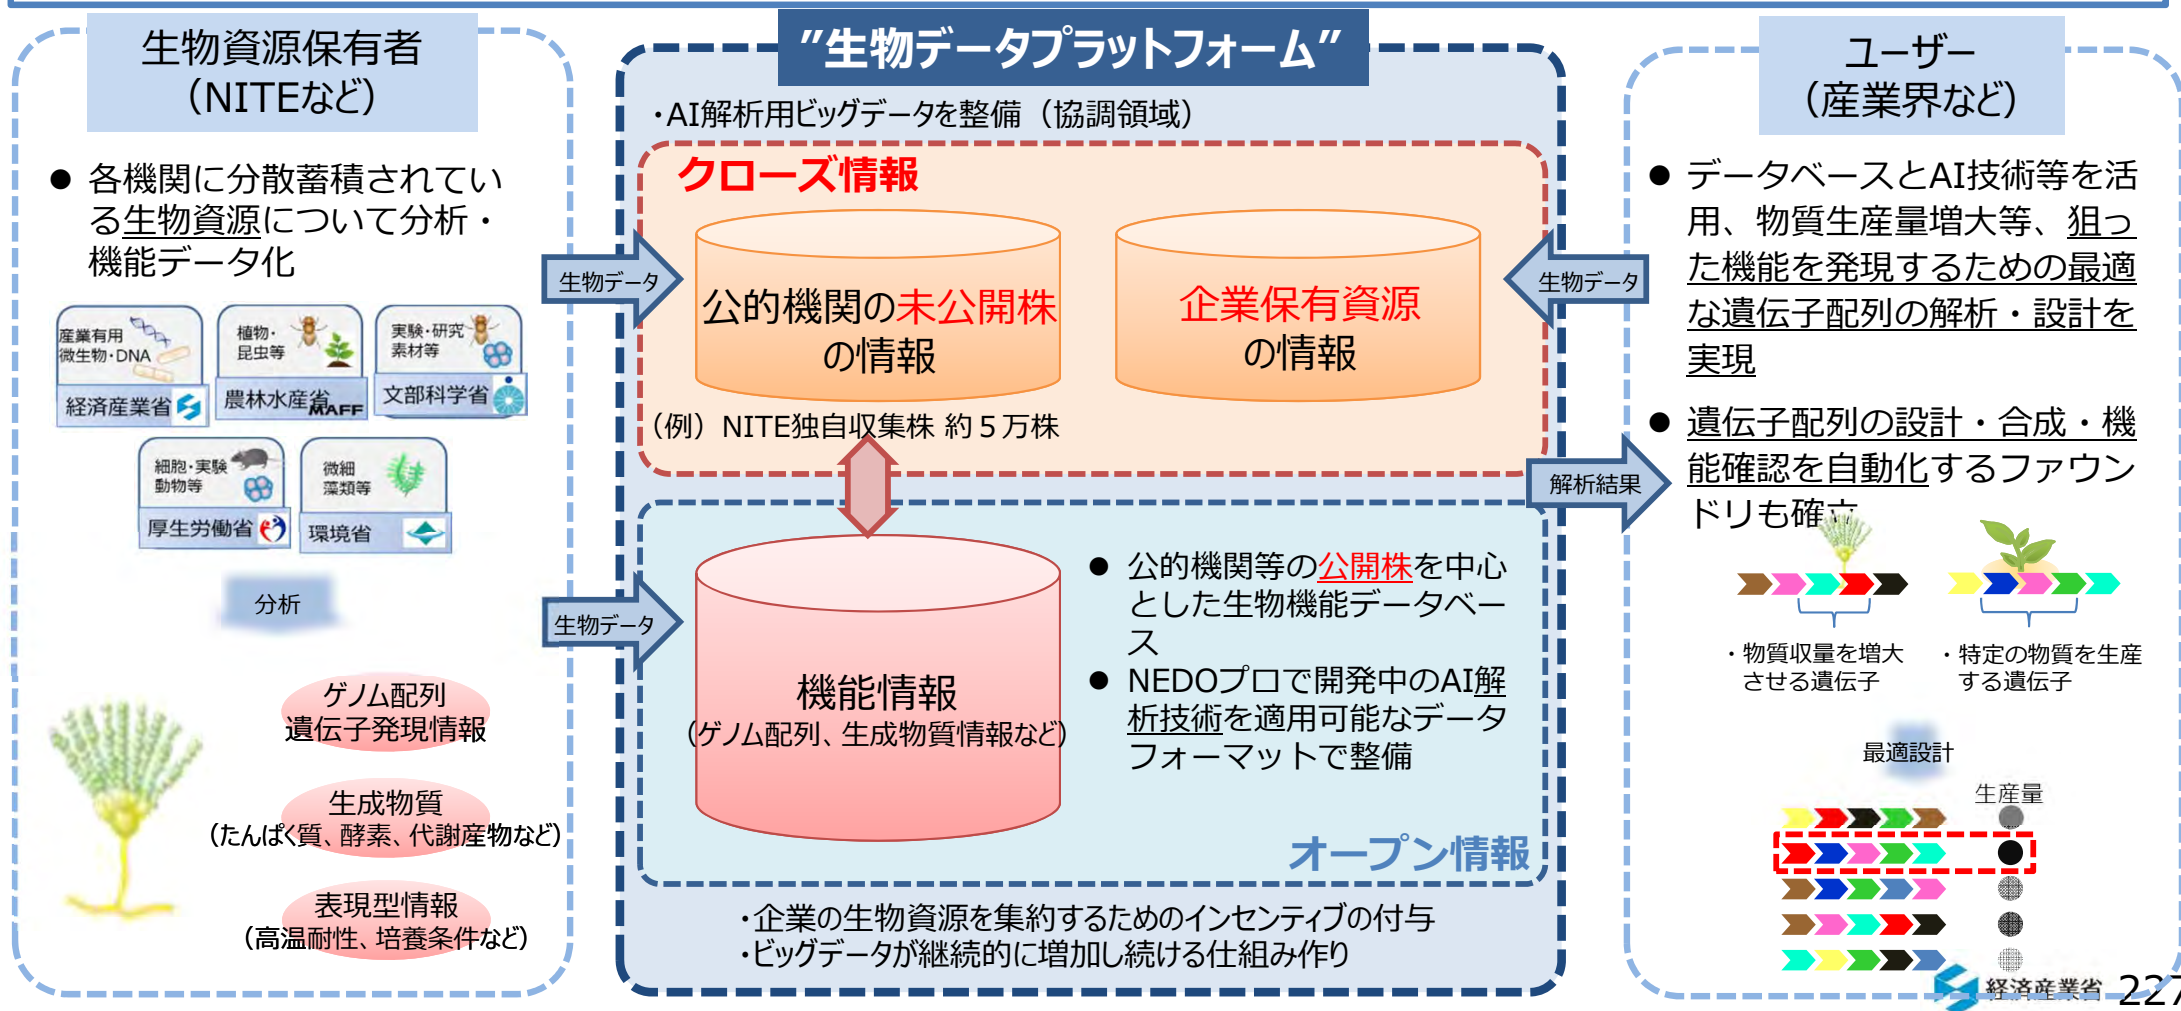 生物資源保有者
（NITEなど）
● 各機関に分散蓄積されてい
る生物資源について分析・
機能データ化
産業有用
微生物・DNA
経済産業省
植物・
昆虫等
農林水産省
MAFF
実験・研究
素材等
文部科学省
細胞・実験
動物等
厚生労働省
微細
藻類等
環境省
分析
ゲノム配列
遺伝子発現情報
生成物質
（たんぱく質、酵素、代謝産物など）
表現型情報
（高温耐性、培養条件など）
生物データ
生物データ
”生物データプラットフォーム”
・AI解析用ビッグデータを整備（協調領域）
クローズ情報
公的機関の未公開株
の情報
企業保有資源
の情報
（例）NITE独自収集株 約５万株
機能情報
（ゲノム配列、生成物質情報など）
● 公的機関等の公開株を中心
とした生物機能データベー
ス
● NEDOプロで開発中のAI解
析技術を適用可能なデータ
フォーマットで整備
オープン情報
・企業の生物資源を集約するためのインセンティブの付与
・ビッグデータが継続的に増加し続ける仕組み作り
生物データ
解析結果
ユーザー
（産業界など）
● データベースとAI技術等を活
用、物質生産量増大等、狙っ
た機能を発現するための最適
な遺伝子配列の解析・設計を
実現
● 遺伝子配列の設計・合成・機
能確認を自動化するファウン
ドリも確立
・物質収量を増大
させる遺伝子
・特定の物質を生産
する遺伝子
最適設計
生産量
経済産業省
227